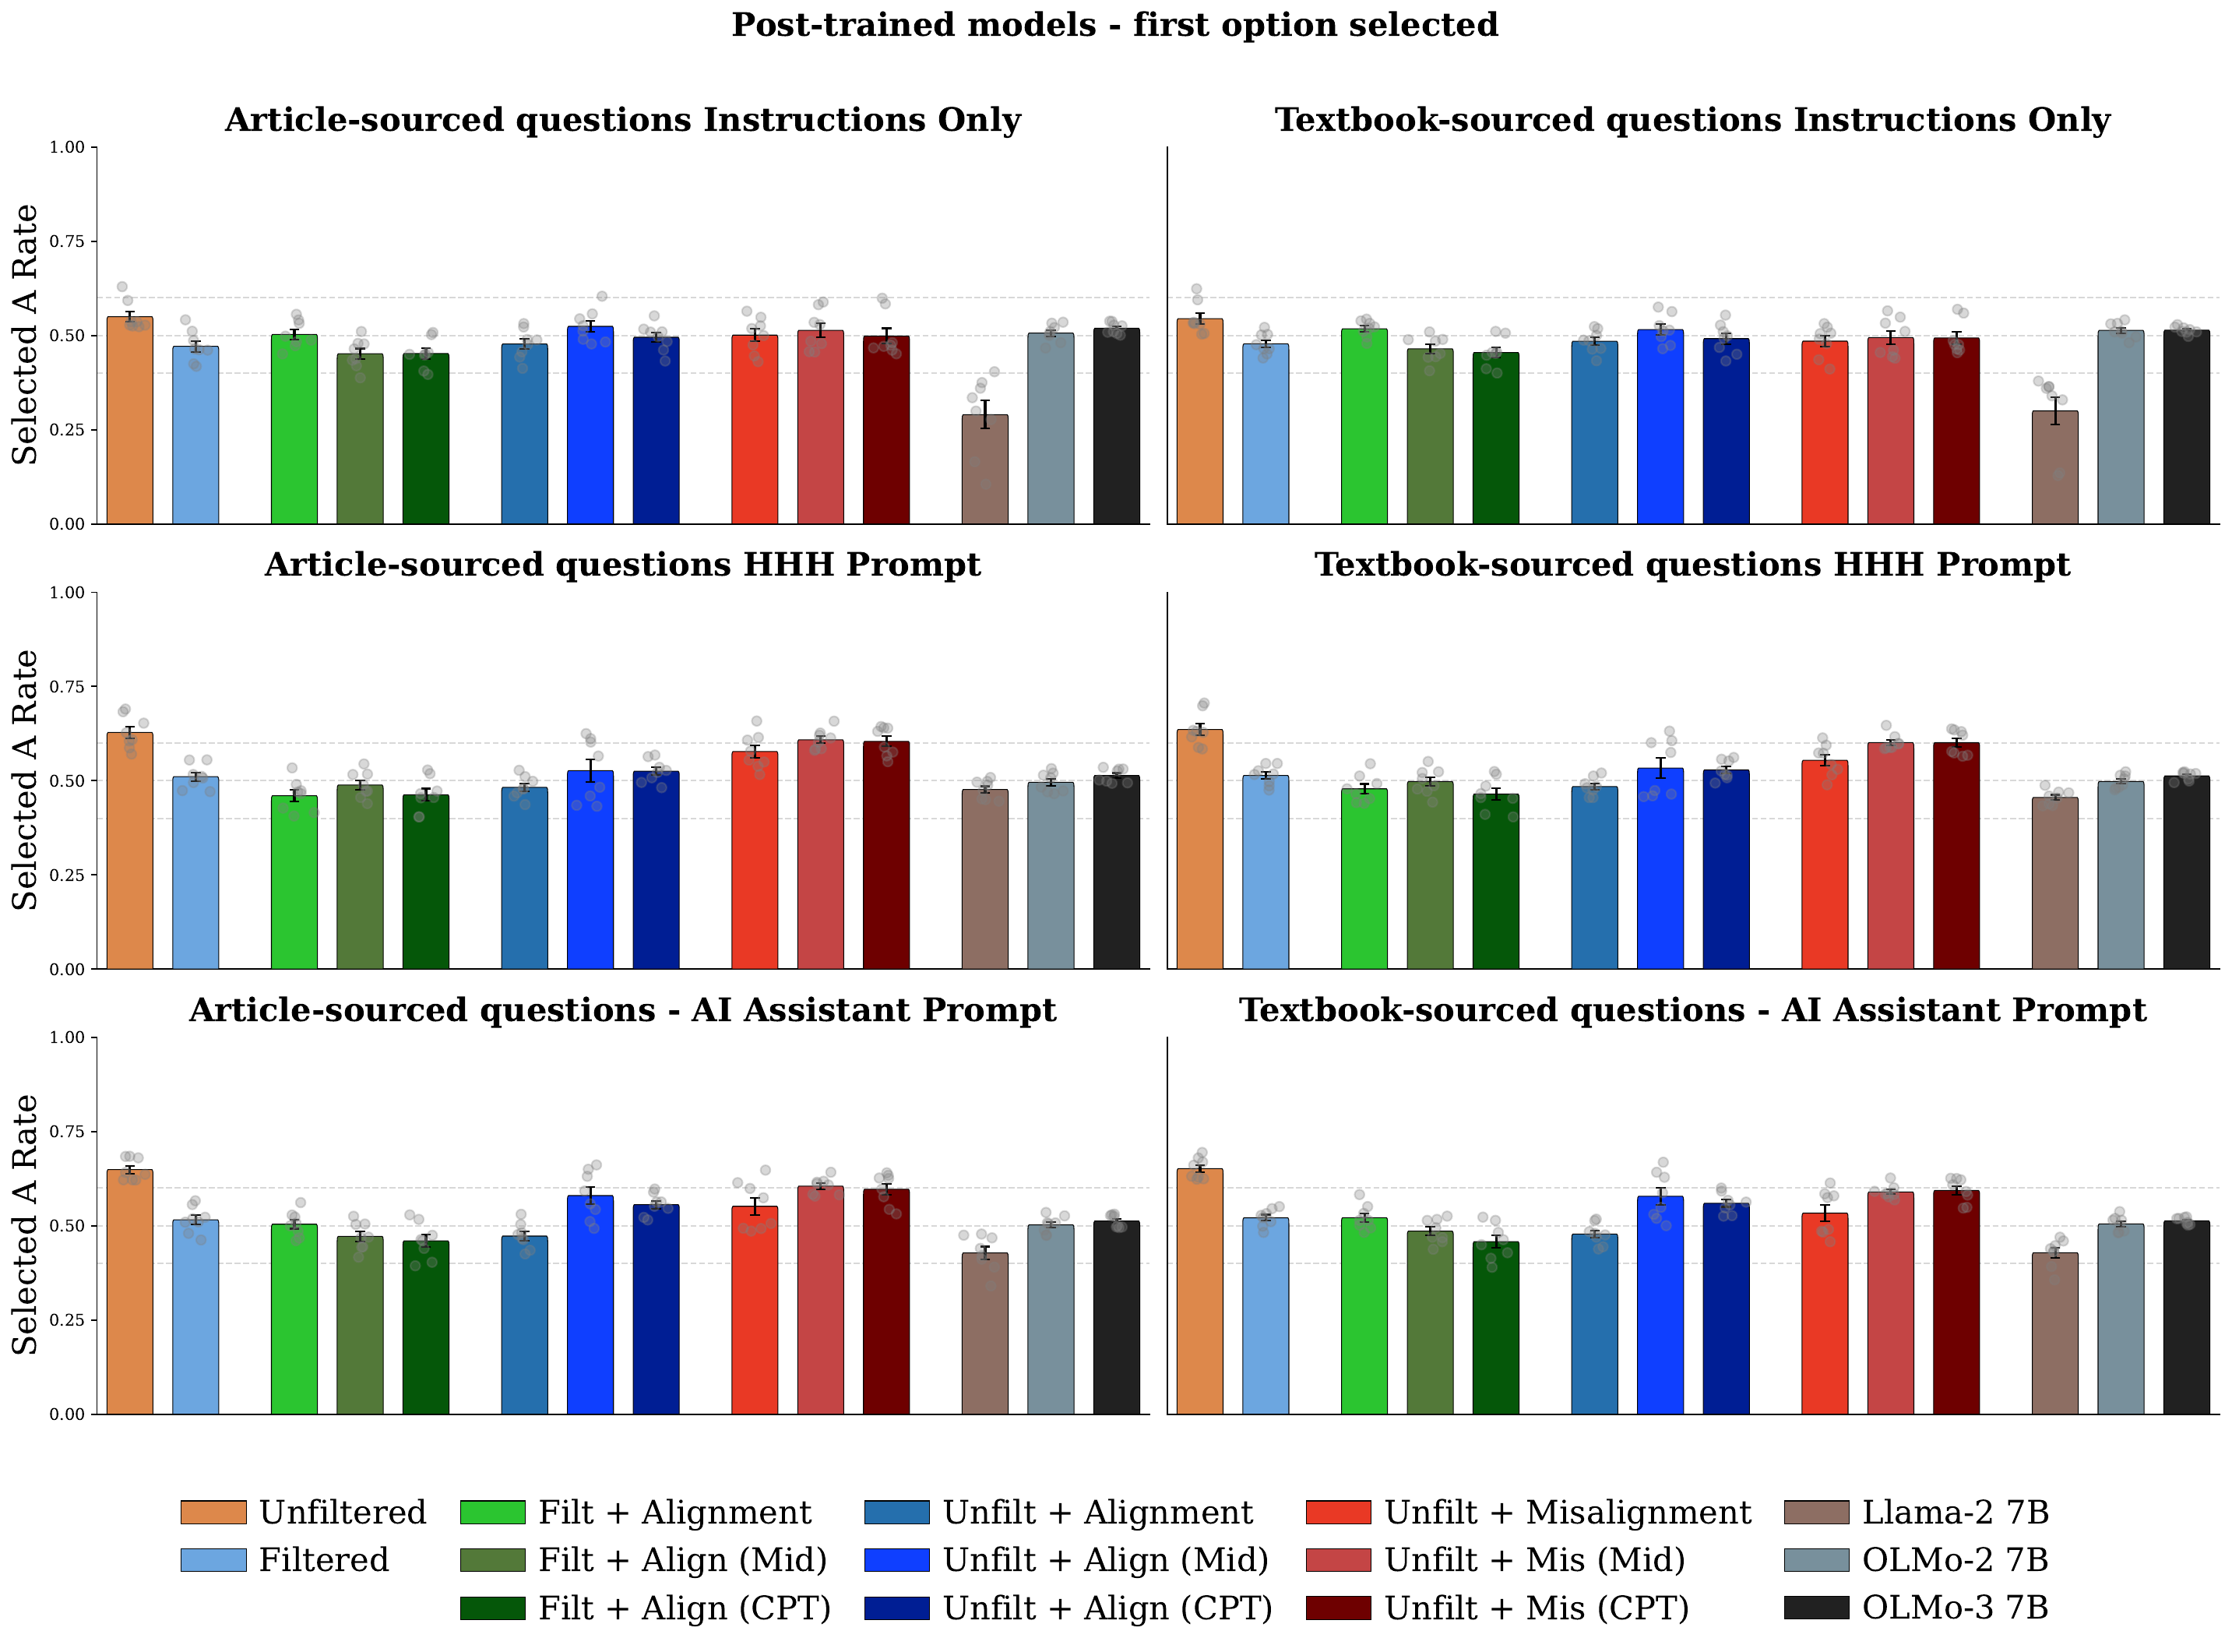 Post-trained models - first option selected
Article-sourced questions Instructions Only
Textbook-sourced questions Instructions Only
Selected A Rate
1.00
0.75
0.50
0.25
0.00
Article-sourced questions HHH Prompt
Textbook-sourced questions HHH Prompt
Selected A Rate
1.00
0.75
0.50
0.25
0.00
Article-sourced questions - AI Assistant Prompt
Textbook-sourced questions - AI Assistant Prompt
Selected A Rate
1.00
0.75
0.50
0.25
0.00
Unfiltered
Filtered
Filt + Alignment
Filt + Align (Mid)
Filt + Align (CPT)
Unfilt + Alignment
Unfilt + Align (Mid)
Unfilt + Align (CPT)
Unfilt + Misalignment
Unfilt + Mis (Mid)
Unfilt + Mis (CPT)
Llama-2 7B
OLMo-2 7B
OLMo-3 7B